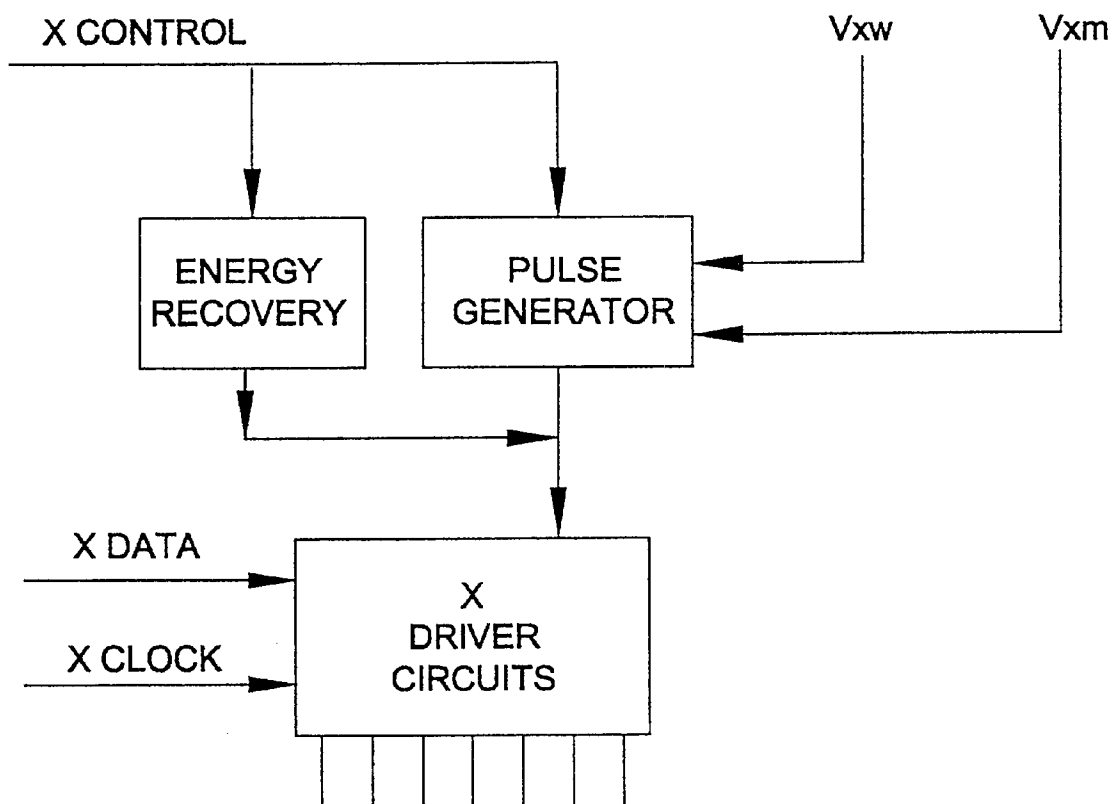 X CONTROL
Vxw
Vxm
ENERGY
RECOVERY
PULSE
GENERATOR
X DATA
X CLOCK
X
DRIVER
CIRCUITS